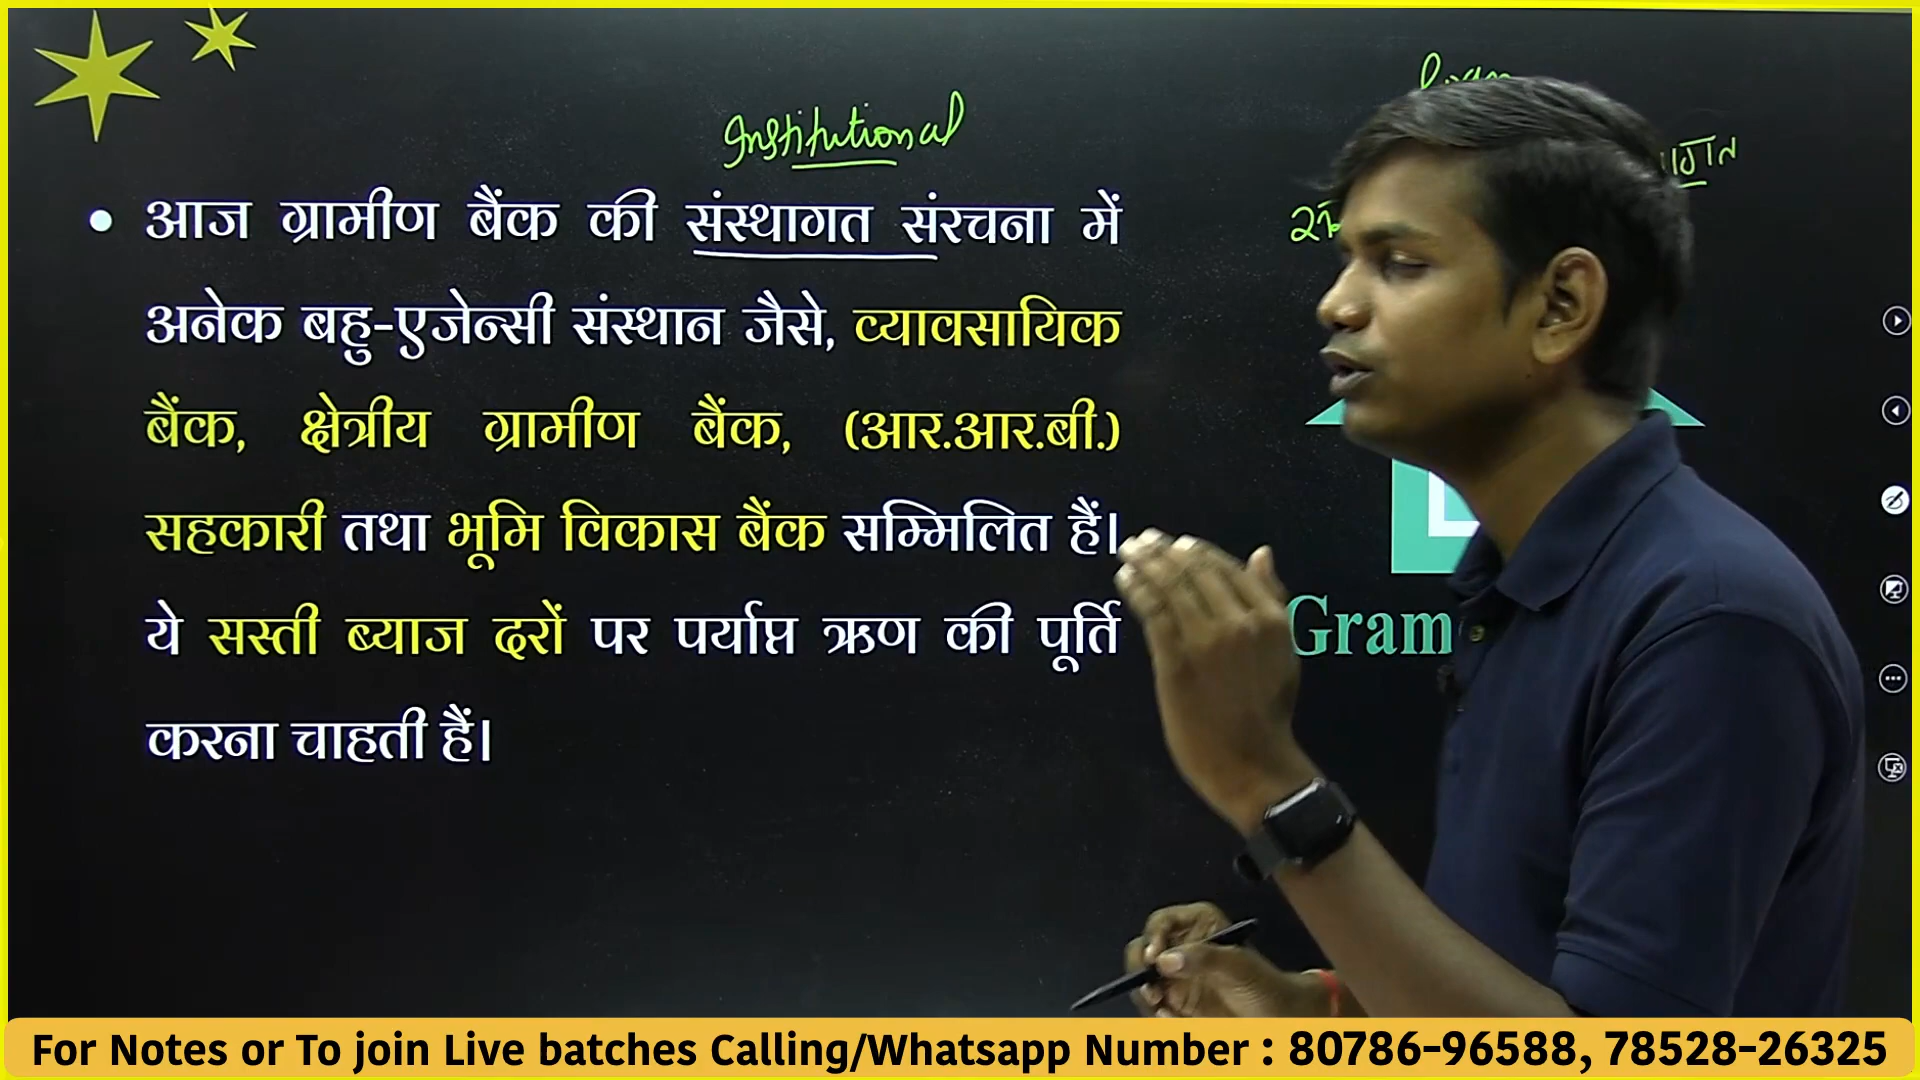 Institutional
आज ग्रामीण बैंक की संस्थागत संरचना में
अनेक बहु-एजेन्सी संस्थान जैसे, व्यावसायिक
बैंक, क्षेत्रीय ग्रामीण बैंक, (आर.आर.बी.)
सहकारी तथा भूमि विकास बैंक सम्मिलित हैं।
ये सस्ती ब्याज दरों पर पर्याप्त ऋण की पूर्ति
करना चाहती हैं।
Gram
For Notes or To join Live batches Calling/Whatsapp Number : 80786-96588, 78528-26325